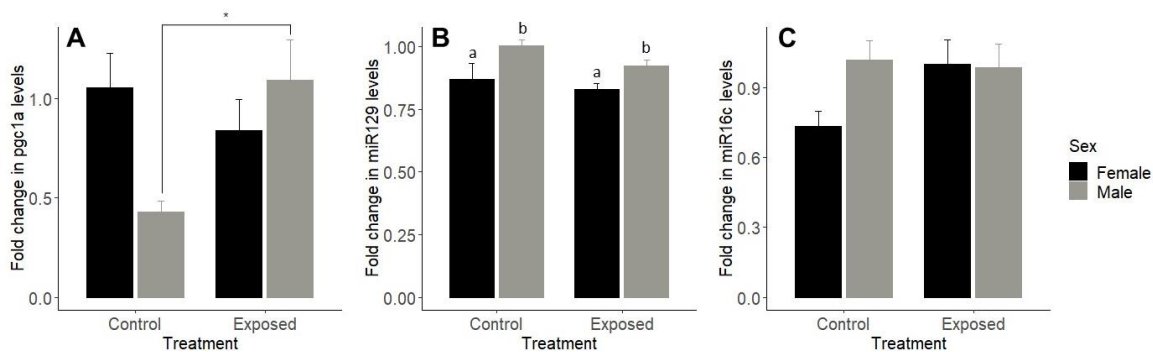 A
*
Fold change in pgc1a levels
1.0
0.5
0.0
Control
Exposed
Treatment
B
a
b
a
b
Fold change in miR129 levels
1.00
0.75
0.50
0.25
0.00
Control
Exposed
Treatment
C
Fold change in miR16c levels
0.9
0.6
0.3
0.0
Control
Exposed
Treatment
Sex
Female
Male